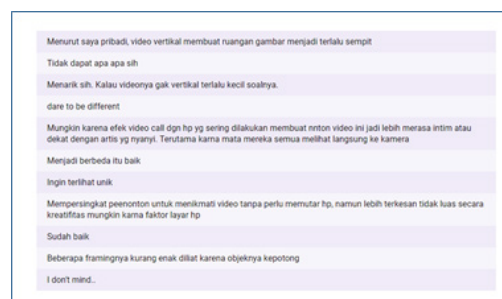 Menurut saya pribadi, video vertikal membuat ruangan gambar menjadi terlalu sempit
Tidak dapat apa apa sih
Menarik sih. Kalau videonya gak vertikal terlalu kecil soalnya.
dare to be different
Mungkin karena efek video call dgn hp yg sering dilakukan membuat nnton video ini jadi lebih merasa intim atau
dekat dengan artis yg nyanyi. Terutama karna mata mereka semua melihat langsung ke kamera
Menjadi berbeda itu baik
Ingin terlihat unik
Mempersingkat peenonton untuk menikmati video tanpa perlu memutar hp, namun lebih terkesan tidak luas secara
kreatifitas mungkin karna faktor layar hp
Sudah baik
Beberapa framingnya kurang enak diliat karena objeknya kepotong
I don't mind..